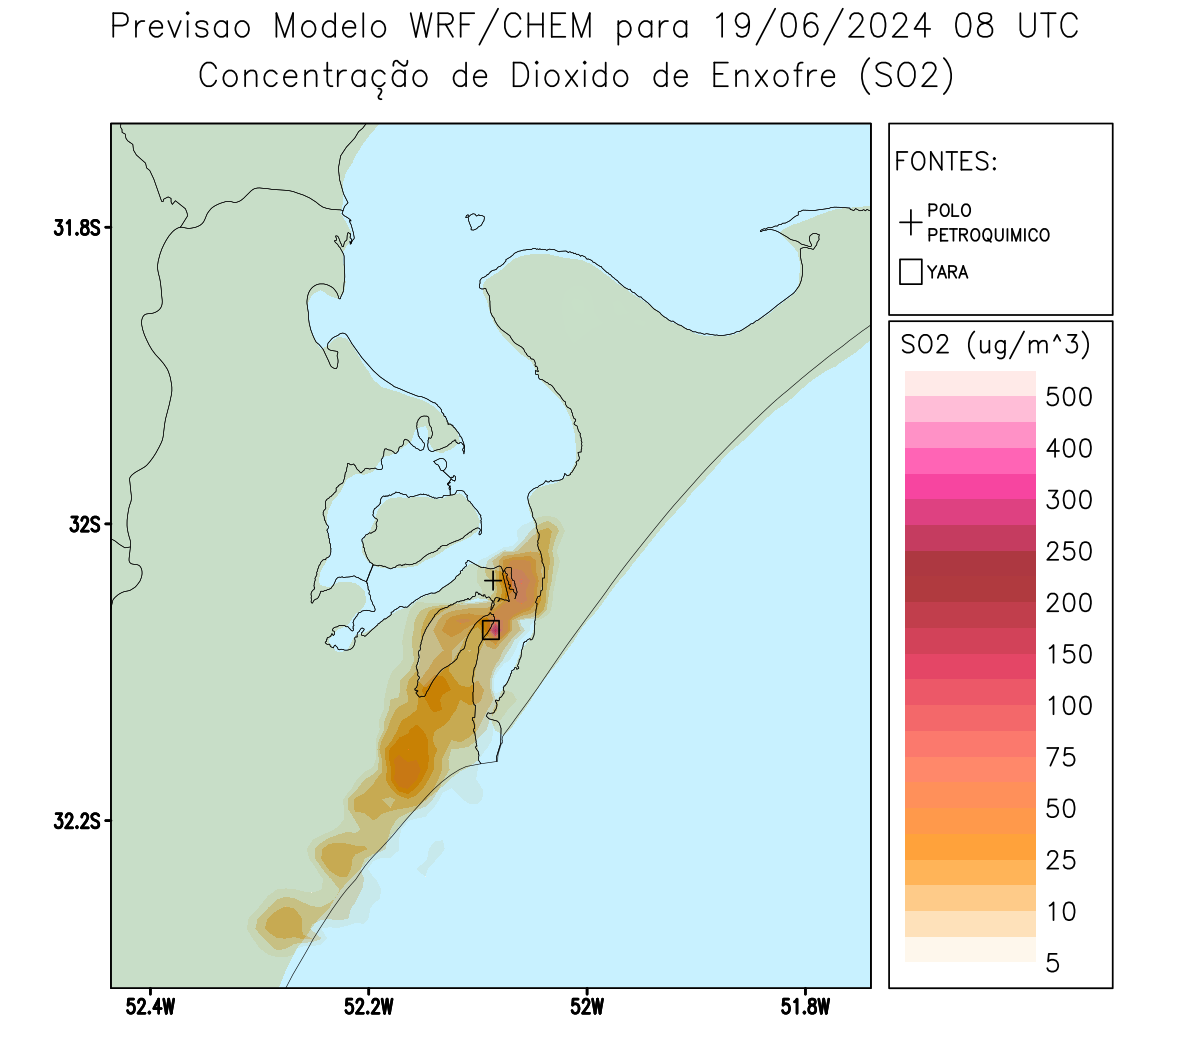 Previsao Modelo WRF/CHEM para 19/06/2024 08 UTC
Concentração de Dioxido de Enxofre (SO2)
FONTES:
POLO
PETROQUIMICO
YARA
SO2 (ug/m^3)
500
400
300
250
200
150
100
75
50
25
10
5
31.8S
32S
32.2S
52.4W
52.2W
52W
51.8W